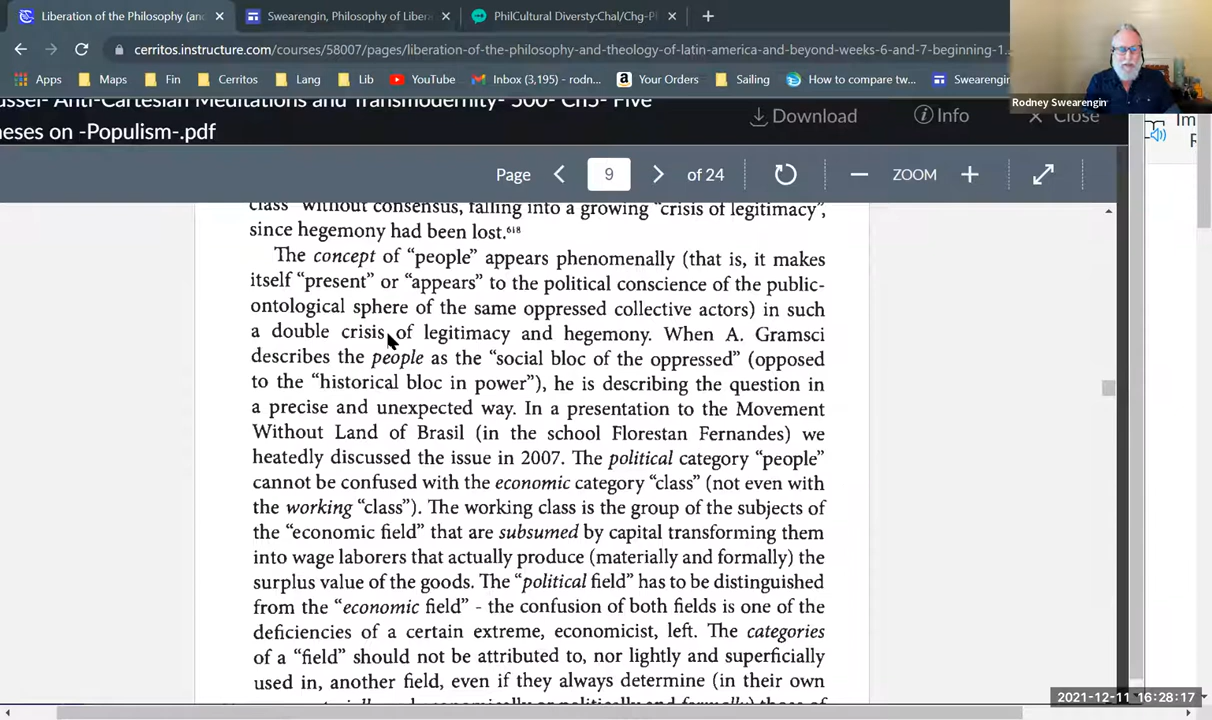 Liberation of the Philosophy (an
Swearengin, Philosophy of Libera
PhilCultural Diversty:Chal/Chg-P
cerritos.instructure.com/courses/58007/pages/liberation-of-the-philosophy-and-theology-of-latin-america-and-beyond-weeks-6-and-7-beginning-1...
Apps Maps Fin Cerritos Lang Lib YouTube Inbox (3,195) - rodn... Your Orders Sailing How to compare tw... Swearengin
Rodney Swearengin
ussel- Anti-Cartesian Meditations and Transmodernity- 300- Ch5- Five
heses on -Populism-.pdf
Download Info Close
Im
R
Page 9 of 24 ZOOM
class" without consensus, falling into a growing "crisis of legitimacy",
since hegemony had been lost.⁶¹⁸
The concept of "people" appears phenomenally (that is, it makes
itself "present" or "appears" to the political conscience of the public-
ontological sphere of the same oppressed collective actors) in such
a double crisis of legitimacy and hegemony. When A. Gramsci
describes the people as the "social bloc of the oppressed" (opposed
to the "historical bloc in power"), he is describing the question in
a precise and unexpected way. In a presentation to the Movement
Without Land of Brasil (in the school Florestan Fernandes) we
heatedly discussed the issue in 2007. The political category "people"
cannot be confused with the economic category "class" (not even with
the working "class"). The working class is the group of the subjects of
the "economic field" that are subsumed by capital transforming them
into wage laborers that actually produce (materially and formally) the
surplus value of the goods. The "political field" has to be distinguished
from the "economic field" - the confusion of both fields is one of the
deficiencies of a certain extreme, economicist, left. The categories
of a "field" should not be attributed to, nor lightly and superficially
used in, another field, even if they always determine (in their own
2021-12-11 16:28:17